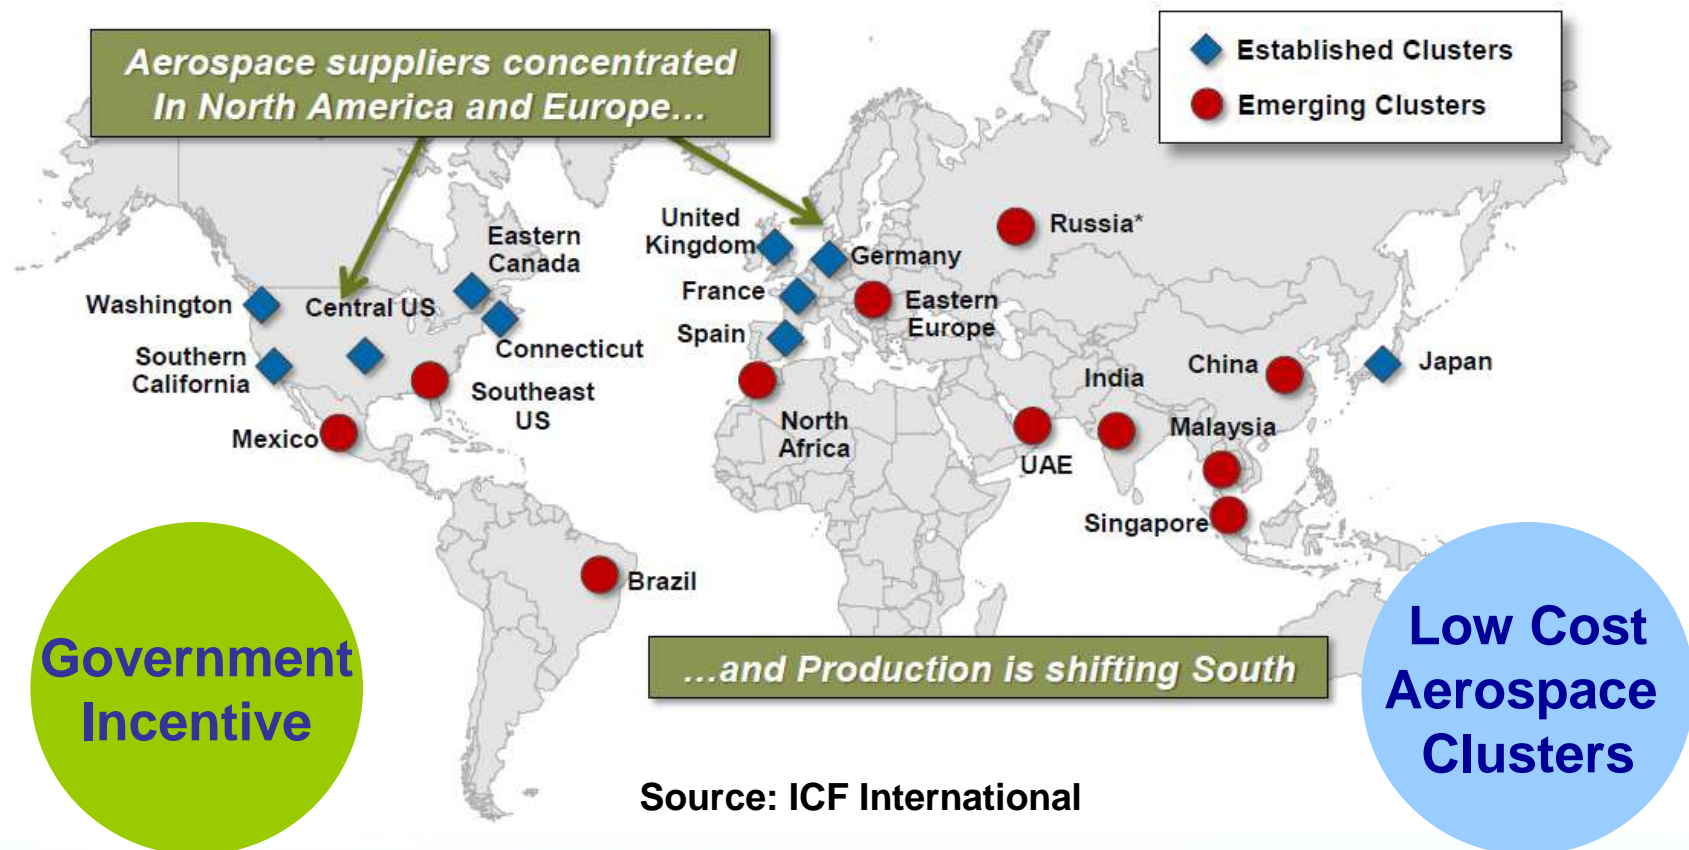 Aerospace suppliers concentrated
In North America and Europe...
Established Clusters
Emerging Clusters
United
Kingdom
Russia*
Eastern
Canada
Germany
Washington
Central US
France
Eastern
Europe
Spain
Connecticut
Southern
California
China
Japan
India
Southeast
US
Mexico
North
Africa
Malaysia
UAE
Singapore
Brazil
Government
Incentive
...and Production is shifting South
Low Cost
Aerospace
Clusters
Source: ICF International